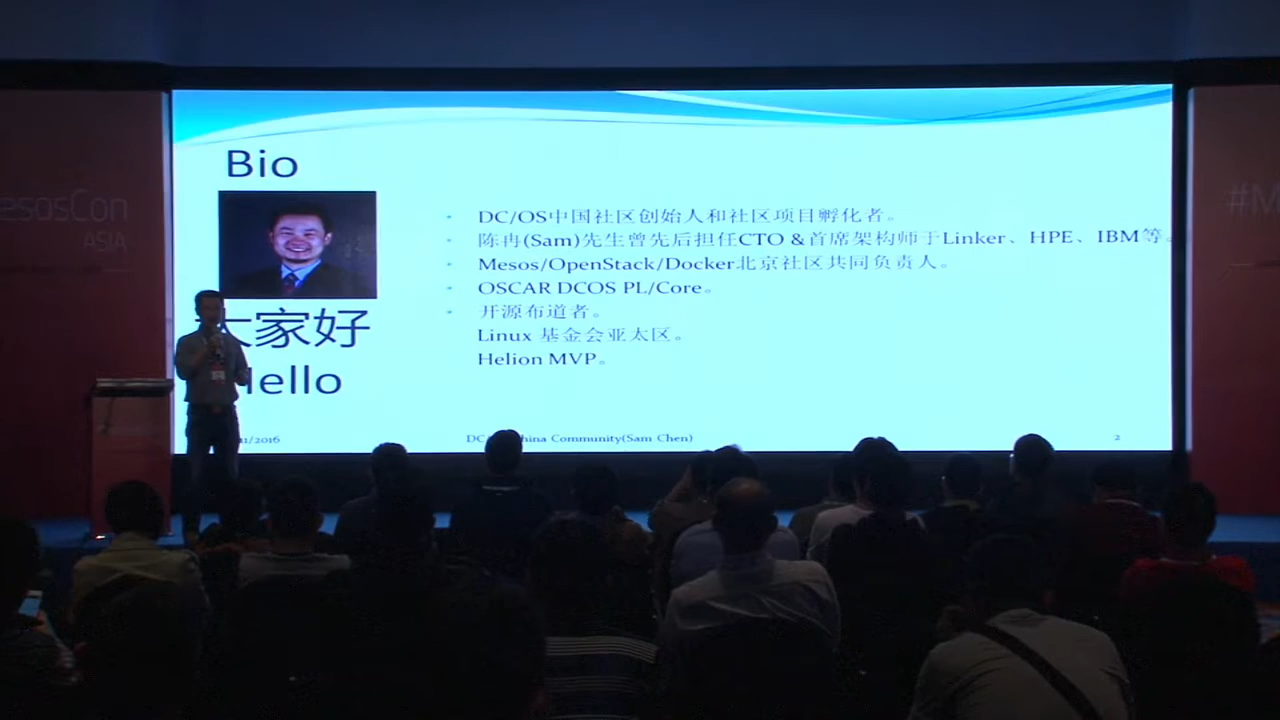 Bio
DC/OS中国社区创始人和社区项目孵化者。
陈冉(Sam)先生曾先后担任CTO &首席架构师于Linker、HPE、IBM等。
Mesos/OpenStack/Docker北京社区共同负责人。
OSCAR DCOS PL/Core。
开源布道者。
Linux 基金会亚太区。
Helion MVP。
大家好
Hello
/2016
China Community(Sam Chen)
2
esosCon
ASIA
#M